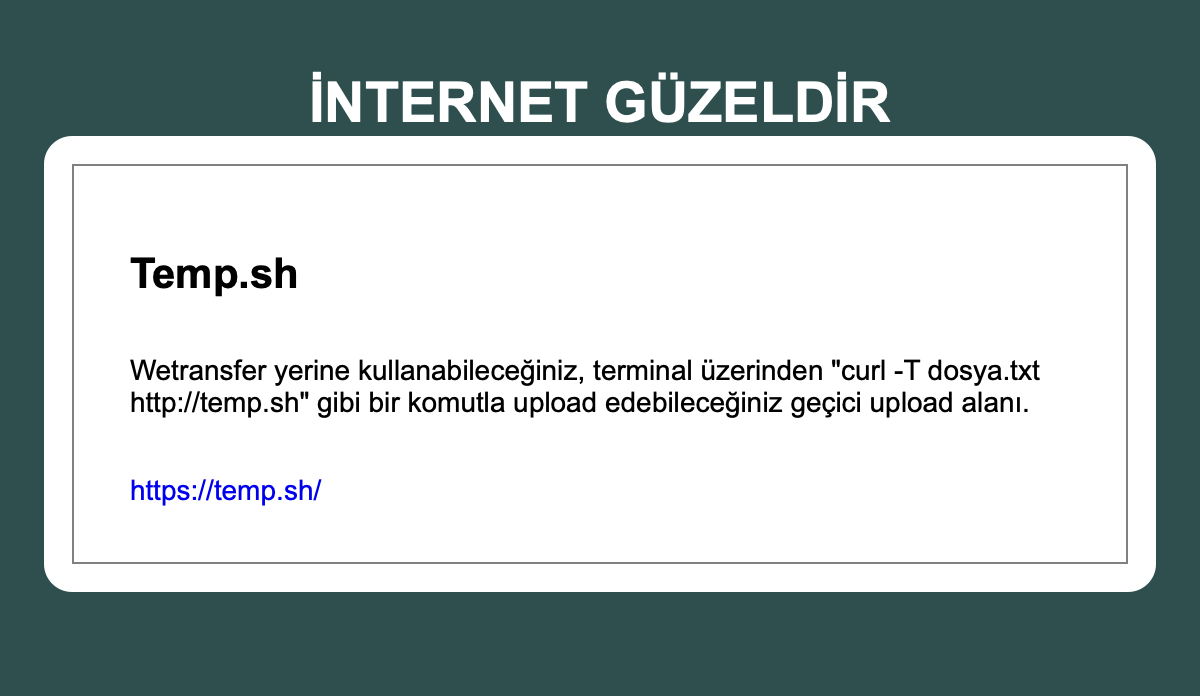 İNTERNET GÜZELDİR
Temp.sh
Wetransfer yerine kullanabileceğiniz, terminal üzerinden "curl -T dosya.txt
http://temp.sh" gibi bir komutla upload edebileceğiniz geçici upload alanı.
https://temp.sh/